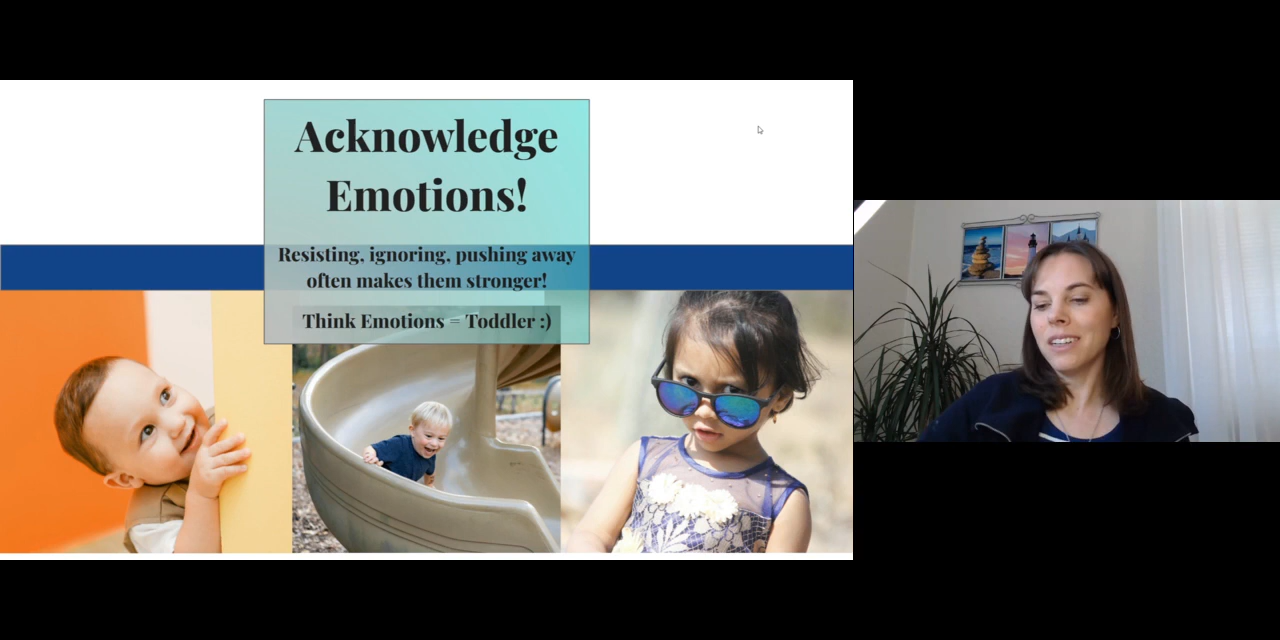 Acknowledge
Emotions!
Resisting, ignoring, pushing away
often makes them stronger!
Think Emotions = Toddler :)